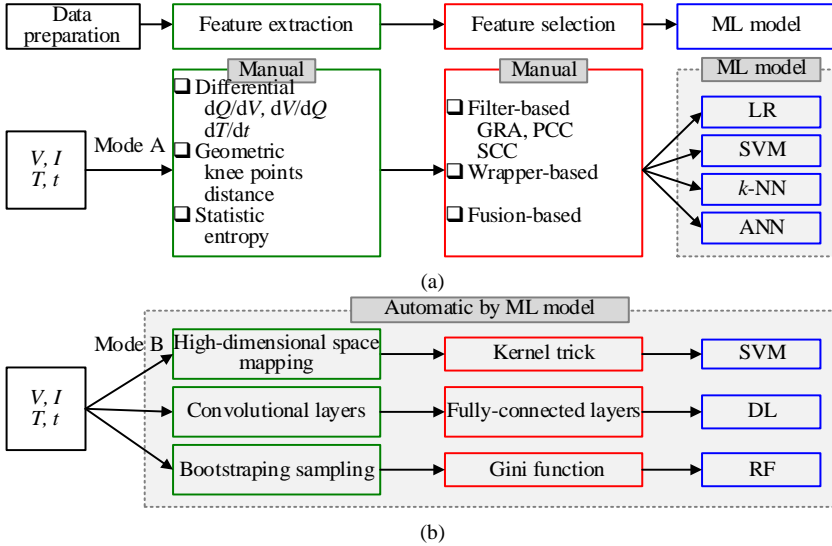 Data preparation
Feature extraction
Feature selection
ML model
Manual
Manual
ML model
V, I
T, t
Mode A
❑ Differential
dQ/dV, dV/dQ
dT/dt
❑ Geometric
knee points
distance
❑ Statistic
entropy
❑ Filter-based
GRA, PCC
SCC
❑ Wrapper-based
❑ Fusion-based
LR
SVM
k-NN
ANN
(a)
Automatic by ML model
Mode B
V, I
T, t
High-dimensional space
mapping
Kernel trick
SVM
Convolutional layers
Fully-connected layers
DL
Bootstraping sampling
Gini function
RF
(b)